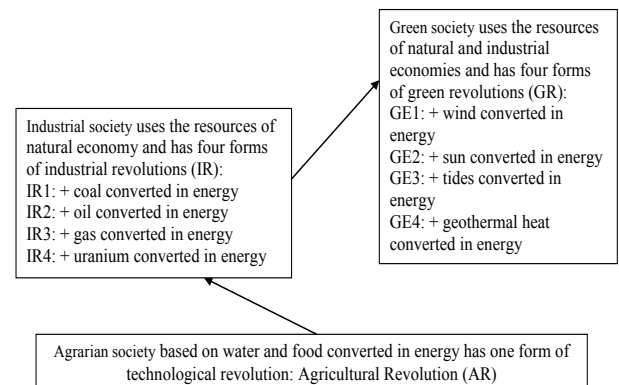 Green society uses the resources
of natural and industrial
economies and has four forms
of green revolutions (GR):
GE1: + wind converted in
energy
GE2: + sun converted in energy
GE3: + tides converted in
energy
GE4: + geothermal heat
converted in energy
Industrial society uses the resources of
natural economy and has four forms
of industrial revolutions (IR):
IR1: + coal converted in energy
IR2: + oil converted in energy
IR3: + gas converted in energy
IR4: + uranium converted in energy
Agrarian society based on water and food converted in energy has one form of
technological revolution: Agricultural Revolution (AR)